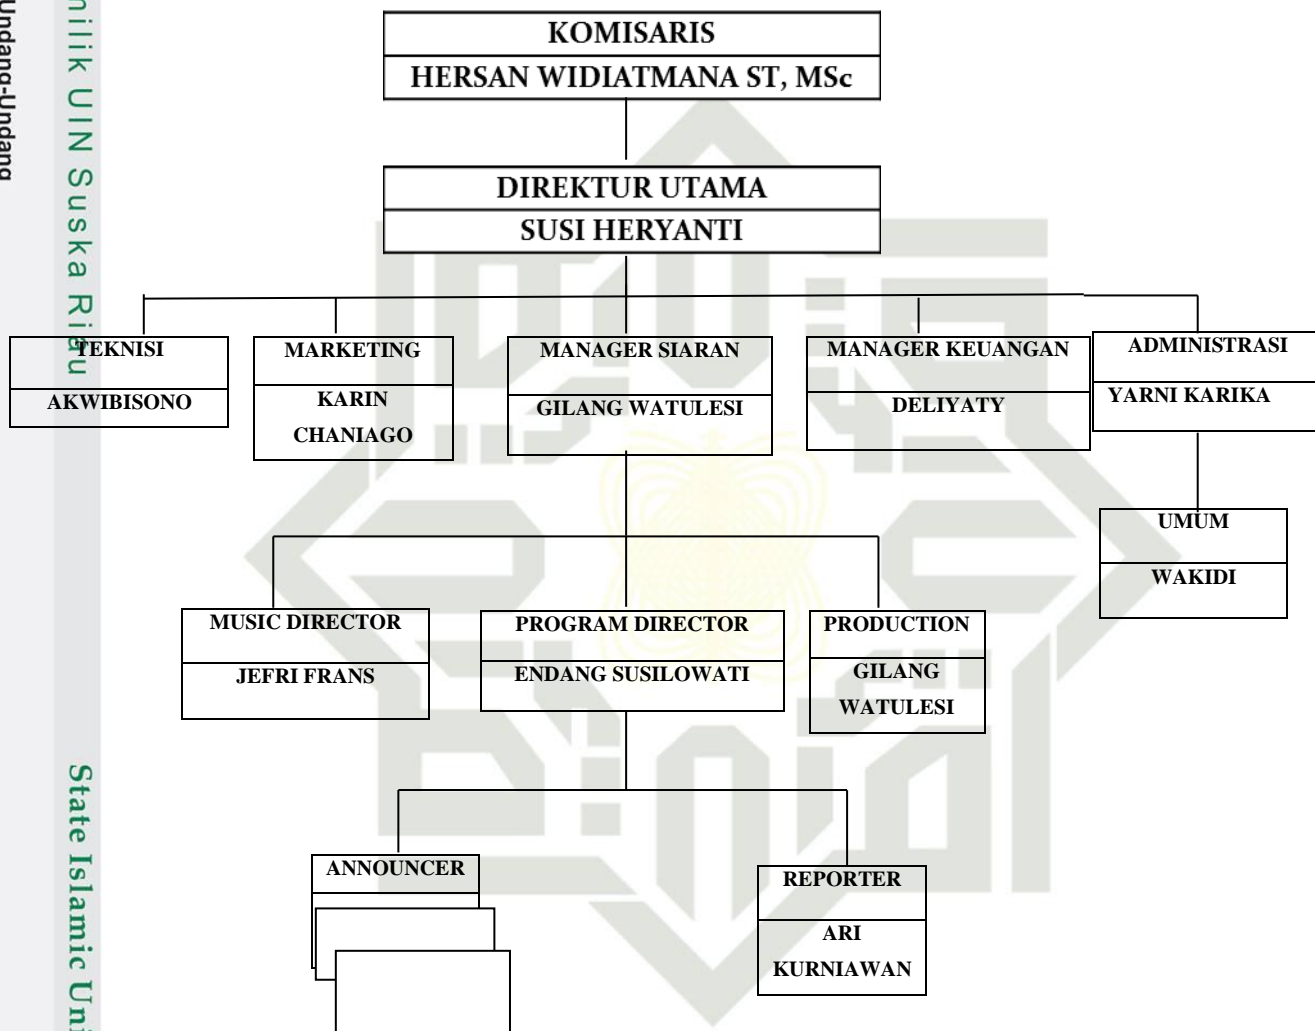 KOMISARIS
HERSAN WIDIATMANA ST, MSc
DIREKTUR UTAMA
SUSI HERYANTI
TEKNISI
AKWIBISONO
MARKETING
KARIN
CHANIAGO
MANAGER SIARAN
GILANG WATULESI
MANAGER KEUANGAN
DELIYATY
ADMINISTRASI
YARNI KARIKA
UMUM
WAKIDI
MUSIC DIRECTOR
JEFRI FRANS
PROGRAM DIRECTOR
ENDANG SUSILOWATI
PRODUCTION
GILANG
WATULESI
ANNOUNCER
REPORTER
ARI
KURNIAWAN
Undang-Undang
milik UIN Suska Riau
State Islamic Uni